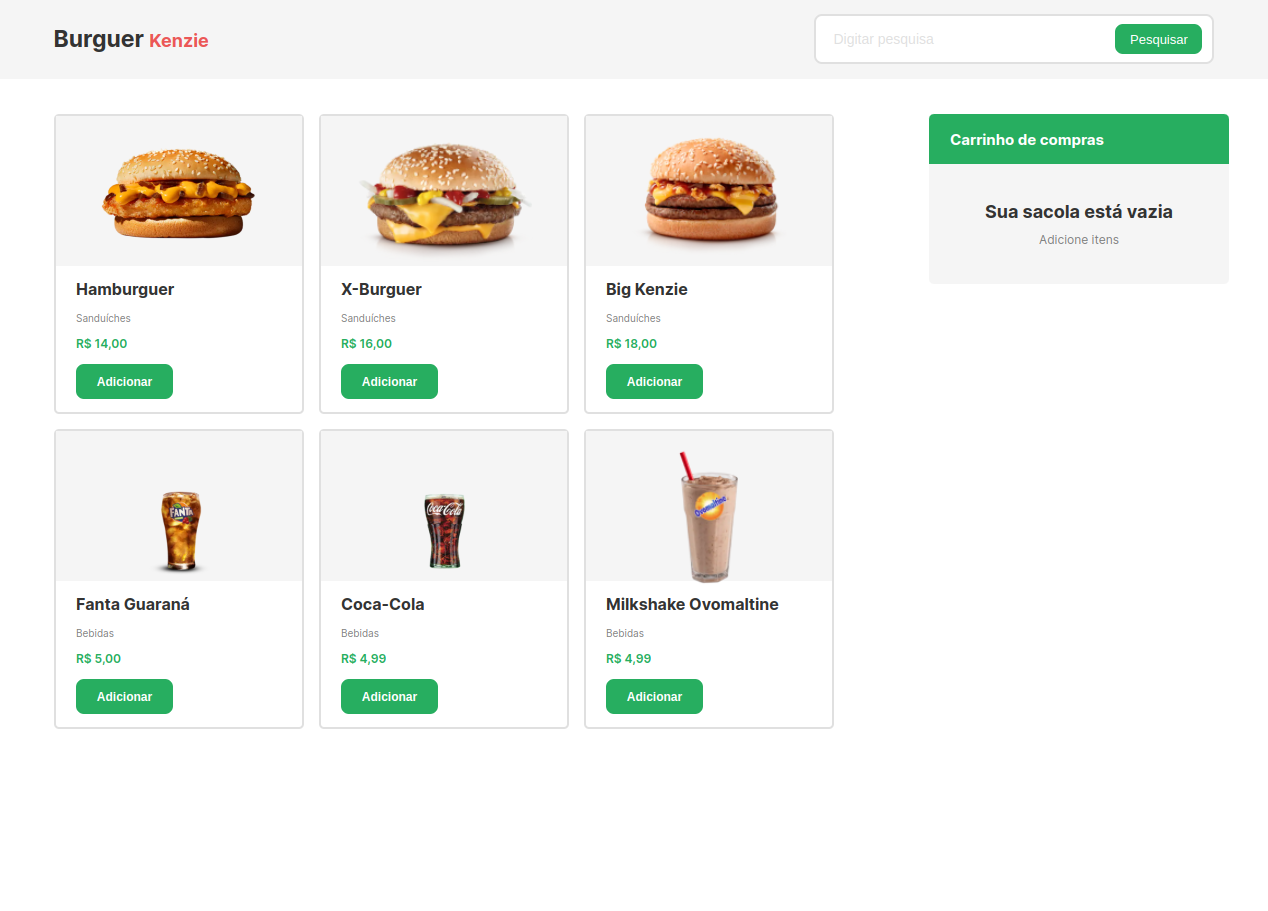 Burguer Kenzie
Digitar pesquisa
Pesquisar
Hamburguer
Sanduíches
R$ 14,00
Adicionar
X-Burguer
Sanduíches
R$ 16,00
Adicionar
Big Kenzie
Sanduíches
R$ 18,00
Adicionar
FANTA
Fanta Guaraná
Bebidas
R$ 5,00
Adicionar
Coca-Cola
Coca-Cola
Bebidas
R$ 4,99
Adicionar
Ovomaltine
Milkshake Ovomaltine
Bebidas
R$ 4,99
Adicionar
Carrinho de compras
Sua sacola está vazia
Adicione itens